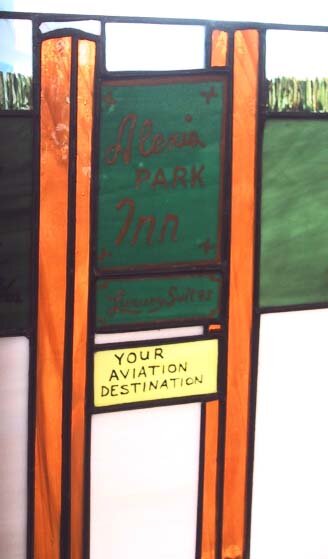 Alexis
PARK
Inn
Luxury Suites
YOUR
AVIATION
DESTINATION